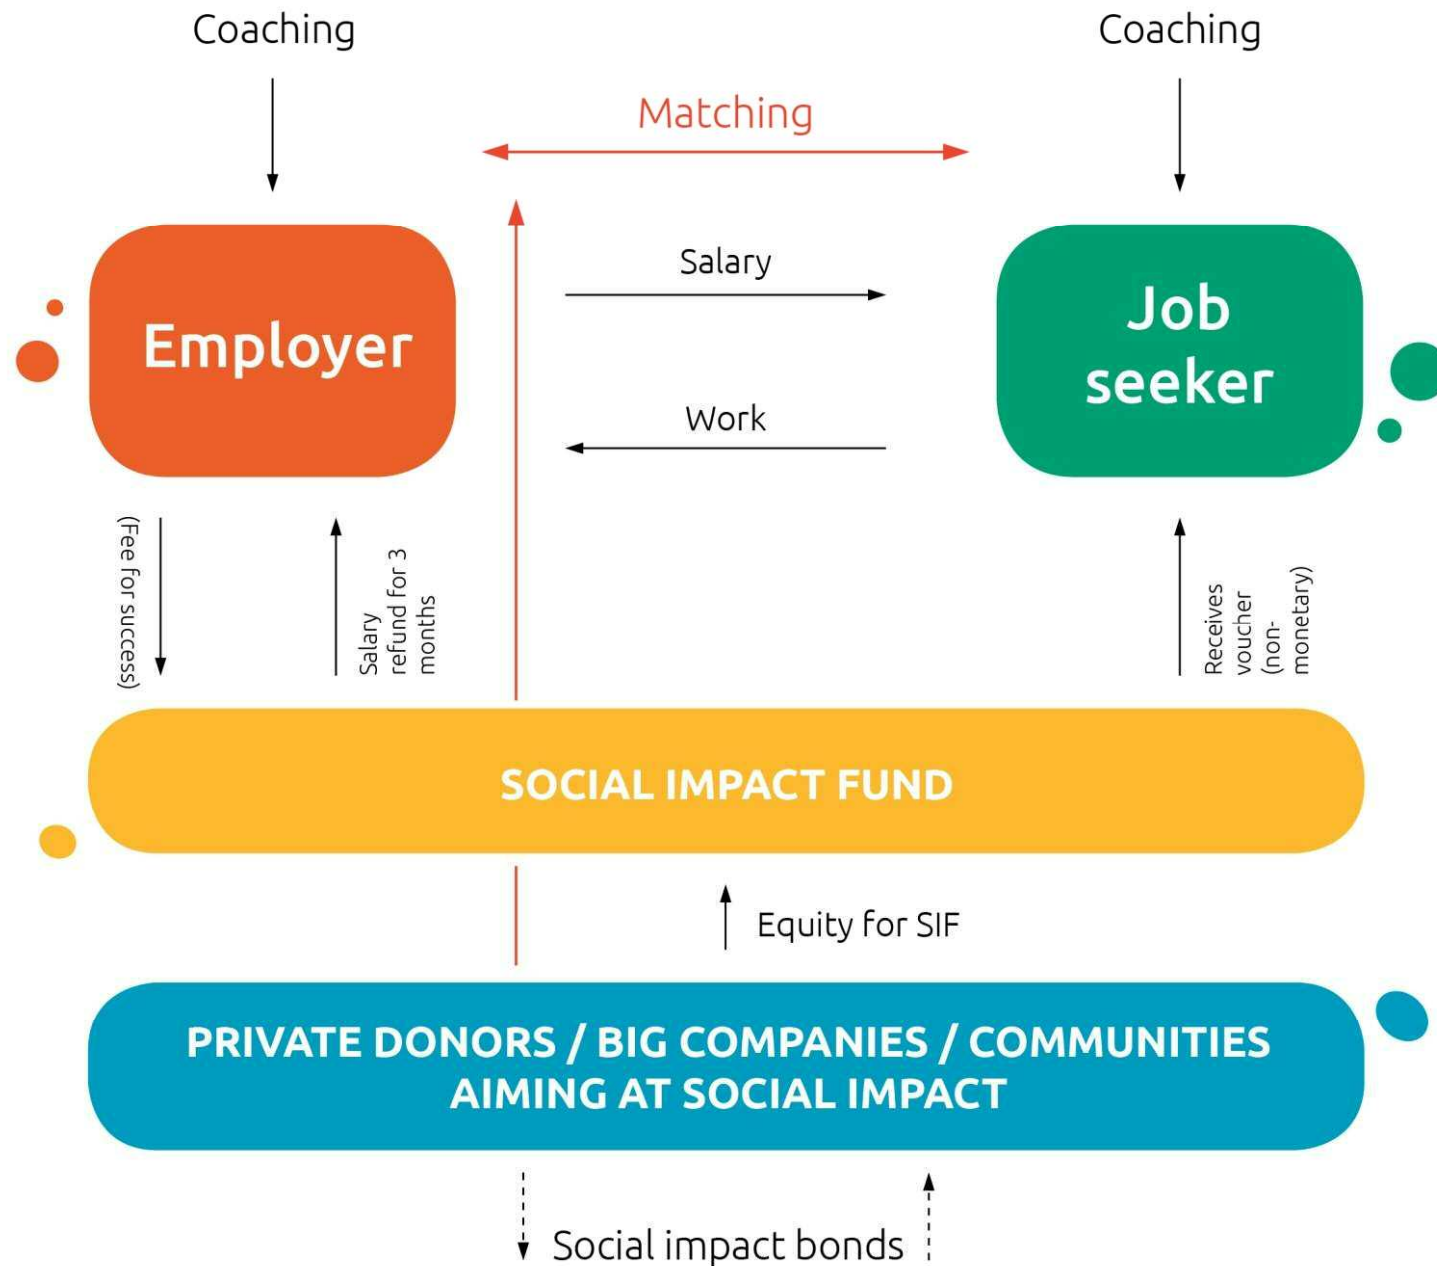 Coaching
Coaching
Matching
Salary
Employer
Job
seeker
Work
(Fee for success)
Salary
refund for 3
months
Receives
voucher
(non-
monetary)
SOCIAL IMPACT FUND
Equity for SIF
PRIVATE DONORS / BIG COMPANIES / COMMUNITIES
AIMING AT SOCIAL IMPACT
Social impact bonds